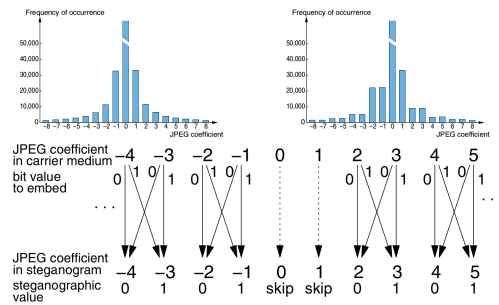 Frequency of occurrence
50,000
40,000
30,000
20,000
10,000
0
−8 −7 −6 −5 −4 −3 −2 −1 0 1 2 3 4 5 6 7 8
JPEG coefficient
Frequency of occurrence
50,000
40,000
30,000
20,000
10,000
0
−8 −7 −6 −5 −4 −3 −2 −1 0 1 2 3 4 5 6 7 8
JPEG coefficient
JPEG coefficient
in carrier medium
−4 −3 −2 −1 0 1 2 3 4 5
bit value
to embed
0 1 0 1 0 1 0 1 0 1 0 1 0 1 0 1
. . .
. .
JPEG coefficient
in steganogram
−4 −3 −2 −1 0 1 2 3 4 5
steganographic
value
0 1 0 1 skip skip 0 1 0 1